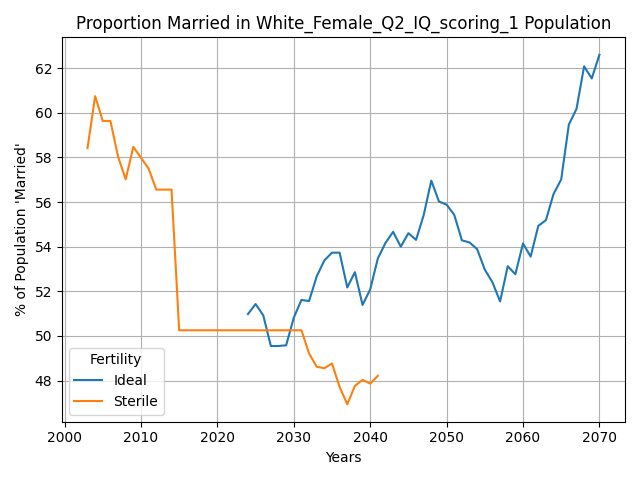 Proportion Married in White_Female_Q2_IQ_scoring_1 Population
% of Population 'Married'
62
60
58
56
54
52
50
48
Fertility
Ideal
Sterile
2000 2010 2020 2030 2040 2050 2060 2070
Years